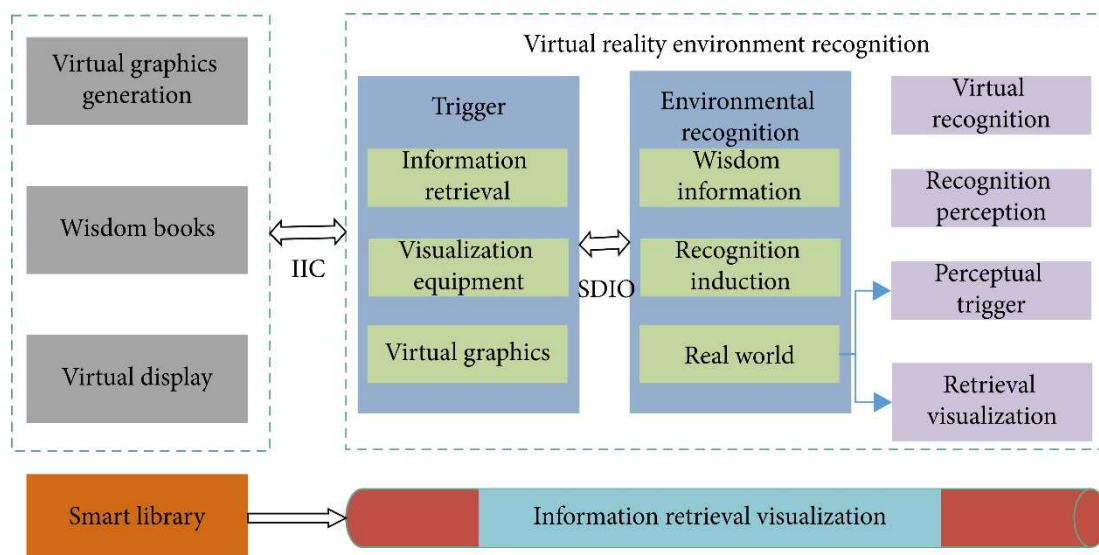 Virtual graphics
generation
Wisdom books
Virtual display
IIC
Virtual reality environment recognition
Trigger
Information
retrieval
Visualization
equipment
Virtual graphics
SDIO
Environmental
recognition
Wisdom
information
Recognition
induction
Real world
Virtual
recognition
Recognition
perception
Perceptual
trigger
Retrieval
visualization
Smart library
Information retrieval visualization